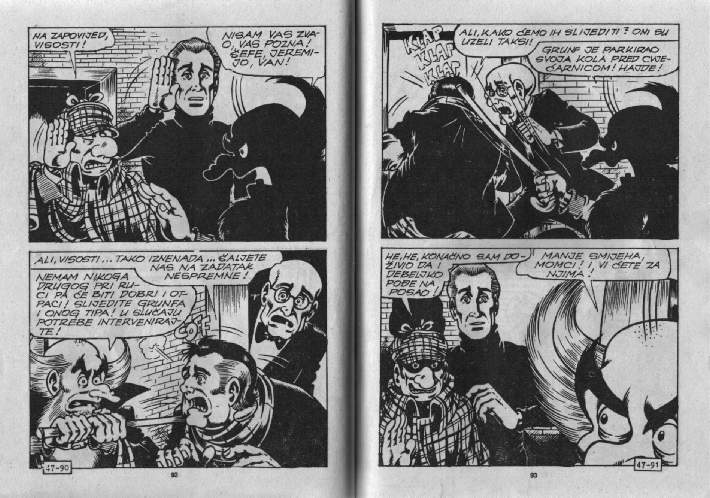 NA ZAPOVIJED,
VISOSTI!
NISAM VAS ZVA-
O, VAS POZNA!
ŠEFE, JEREMI-
JO, VAN!
ALI, VISOSTI... TAKO IZNENADA... ŠALJETE
NAS NA ZADATAK
NESPREMNE!
NEMAM NIKOGA
DRUGOG PRI RU-
CI PA ĆE BITI DOBRI I OT-
PACI! SLIJEDITE GRUNFA
I ONOG TIPA! U SLUČAJU
POTREBE INTERVENIRAJ-
TE!
47-90
93
KLAP
KLAP
KLAP
ALI, KAKO ĆEMO IH SLIJEDITI? ONI SU
UZELI TAKSI!
GRUNF JE PARKIRAO
SVOJA KOLA PRED CVJE-
ĆARNICOM! HAJDE!
HE, HE, KONAČNO SAM DO-
ŽIVIO DA I
DEBELJKO
POĐE NA
POSAO!
MANJE SMIJEHA,
MOMCI! I VI ĆETE ZA
NJIMA!
93
47-91